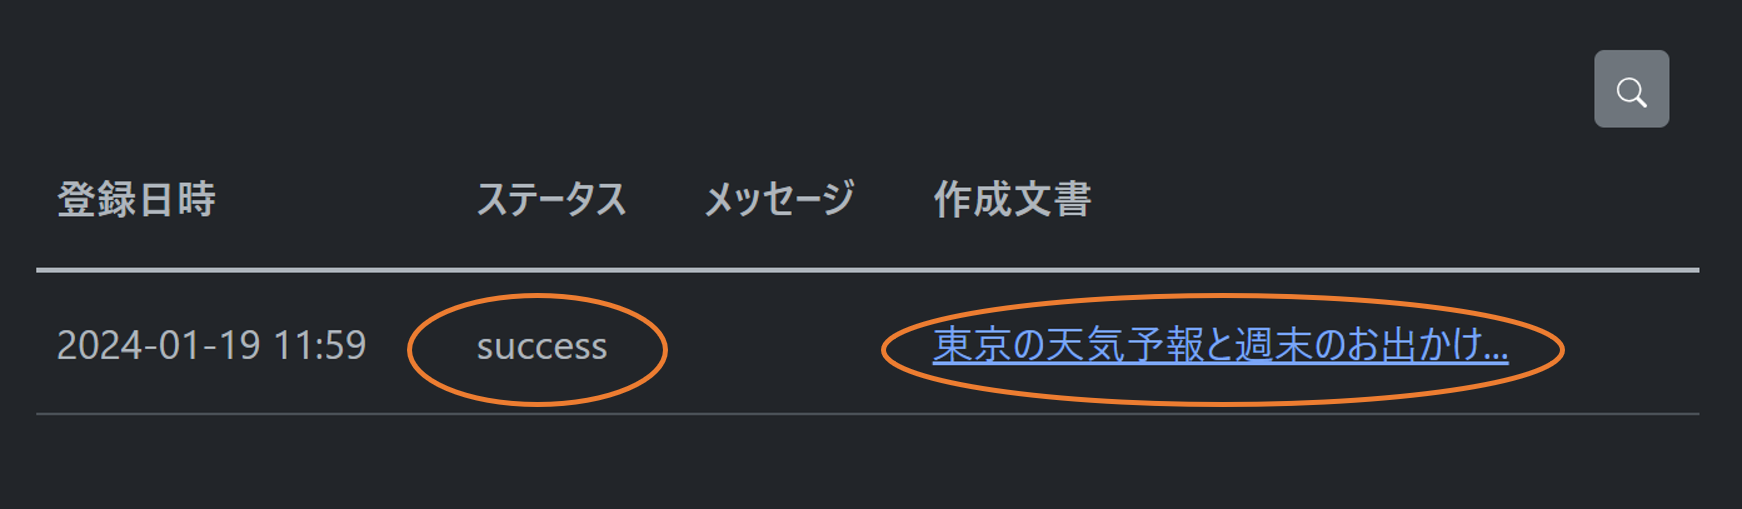 登録日時 ステータス メッセージ 作成文書
2024-01-19 11:59 success 東京の天気予報と週末のお出かけ...